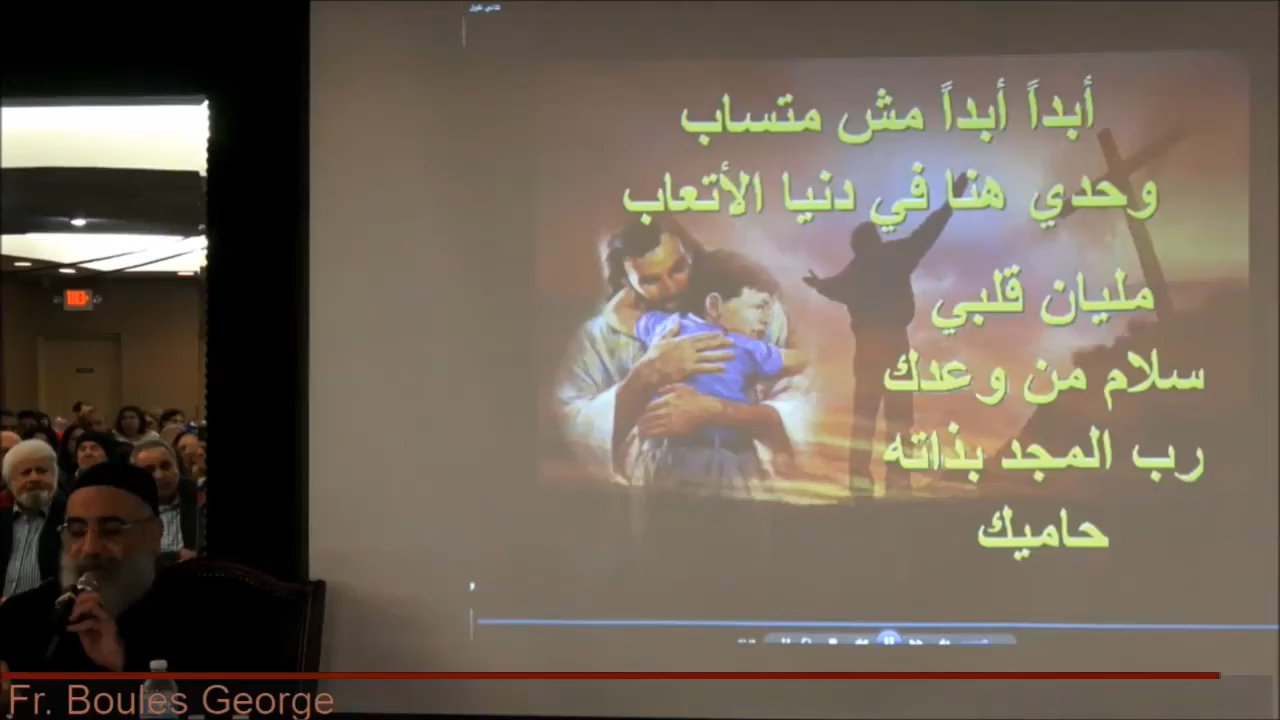 أبداً أبداً مش متساب
وحدي هنا في دنيا الأتعاب
مليان قلبي
سلام من وعدك
رب المجد بذاته
حاميك
Fr. Boules George